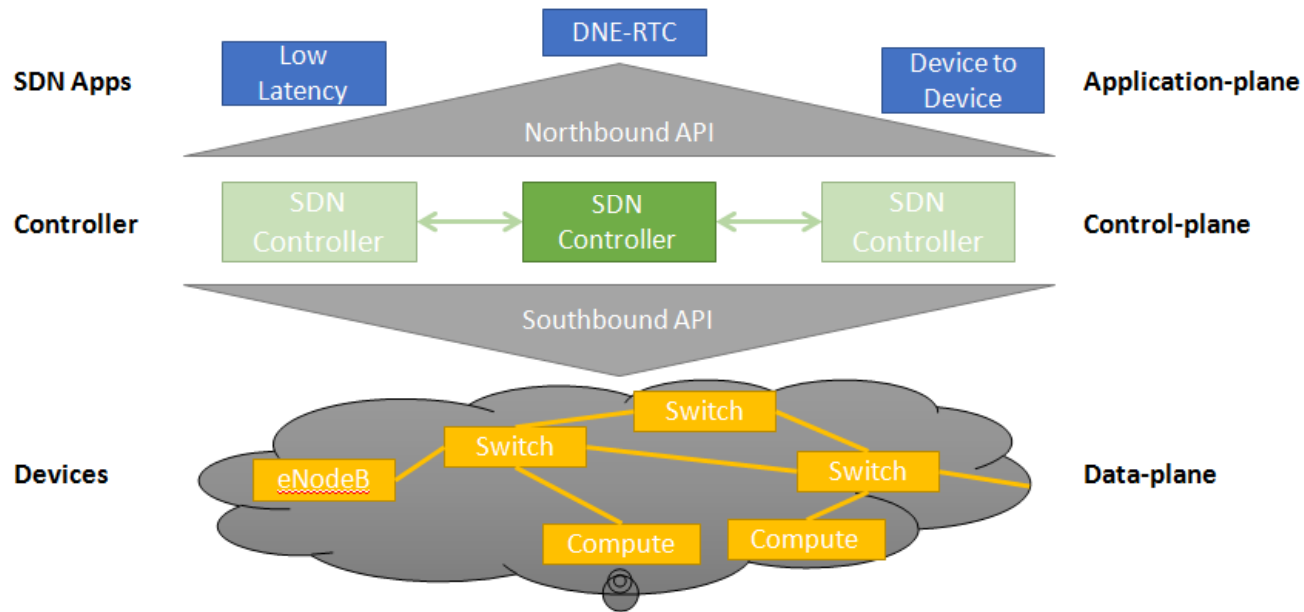 DNE-RTC
Low
Latency
Device to
Device
SDN Apps
Application-plane
Northbound API
SDN
Controller
SDN
Controller
SDN
Controller
Controller
Control-plane
Southbound API
Switch
Switch
Switch
eNodeB
Devices
Data-plane
Compute
Compute